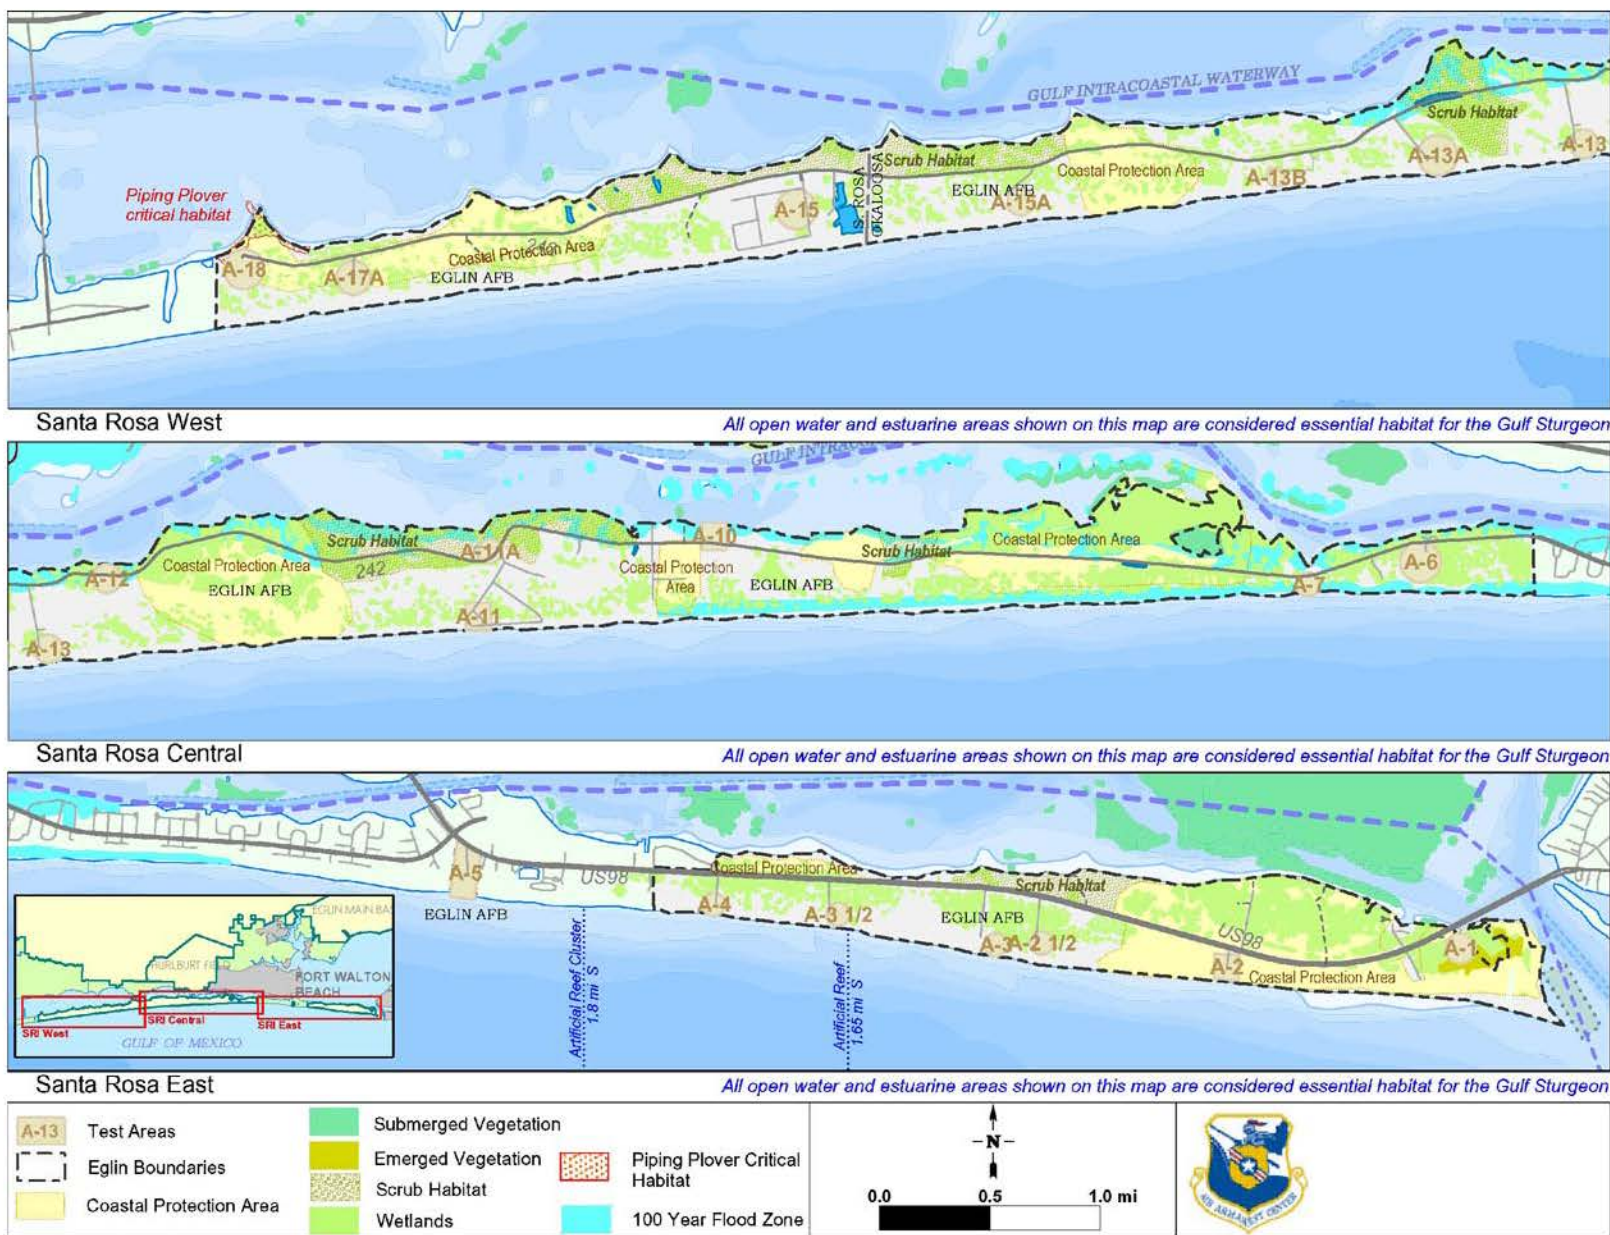 GULF INTRACOASTAL WATERWAY
Scrub Habitat
A-13A
A-13
Scrub Habitat
Coastal Protection Area
A-13B
EGLIN AFB
A-15A
S. ROSA
OKALOOSA
A-15
Piping Plover
critical habitat
A-18
A-17A
Coastal Protection Area
EGLIN AFB
Santa Rosa West
All open water and estuarine areas shown on this map are considered essential habitat for the Gulf Sturgeon
GULF
Scrub Habitat
A-11A
A-10
Coastal Protection Area
242
Coastal Protection Area
Scrub Habitat
Coastal Protection
Area
A-12
EGLIN AFB
EGLIN AFB
A-7
A-6
A-11
A-13
Santa Rosa Central
All open water and estuarine areas shown on this map are considered essential habitat for the Gulf Sturgeon
A-5
US98
EGLIN AFB
Coastal Protection Area
A-4
A-3 1/2
Scrub Habitat
EGLIN AFB
A-3
A-2 1/2
US98
A-2
A-1
Coastal Protection Area
Artificial Reef Cluster
1.8 mi S
Artificial Reef
1.65 mi S
EGLIN MAIN BAS
HURLBURT FIELD
FORT WALTON
BEACH
SRI West
SRI Central
SRI East
GULF OF MEXICO
Santa Rosa East
All open water and estuarine areas shown on this map are considered essential habitat for the Gulf Sturgeon
A-13 Test Areas
Eglin Boundaries
Coastal Protection Area
Submerged Vegetation
Emerged Vegetation
Scrub Habitat
Wetlands
Piping Plover Critical
Habitat
100 Year Flood Zone
N
0.0 0.5 1.0 mi
AIR ARMAMENT CENTER